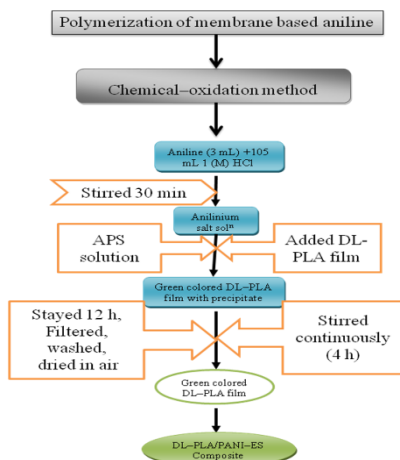 Polymerization of membrane based aniline
Chemical–oxidation method
Aniline (3 mL) +105
mL 1 (M) HCl
Stirred 30 min
Anilinium
salt solⁿ
APS
solution
Added DL-
PLA film
Green colored DL–PLA
film with precipitate
Stayed 12 h,
Filtered,
washed,
dried in air
Stirred
continuously
(4 h)
Green colored
DL–PLA film
DL–PLA/PANI–ES
Composite